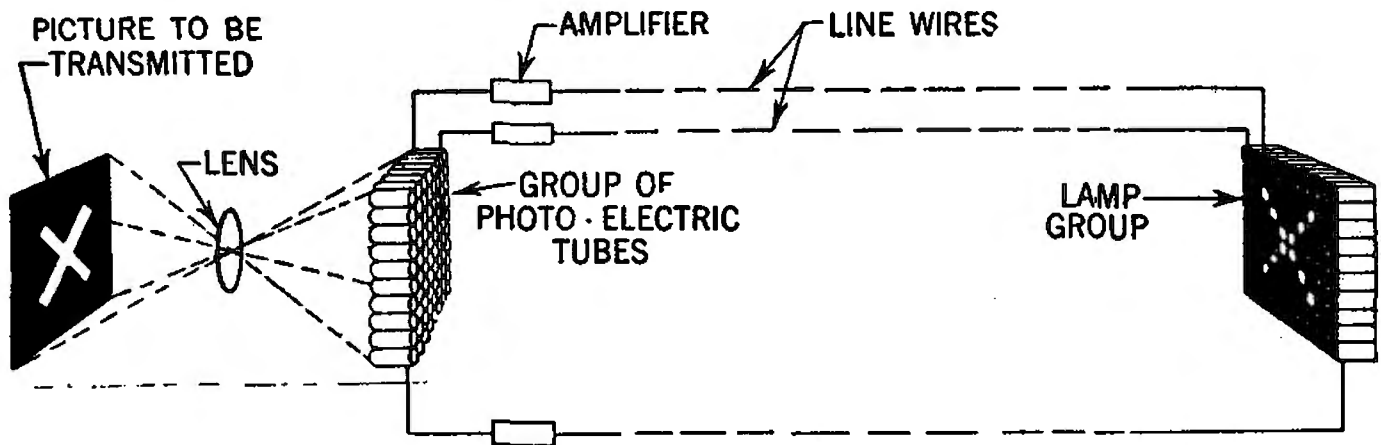 PICTURE TO BE
TRANSMITTED
LENS
AMPLIFIER
LINE WIRES
GROUP OF
PHOTO · ELECTRIC
TUBES
LAMP
GROUP